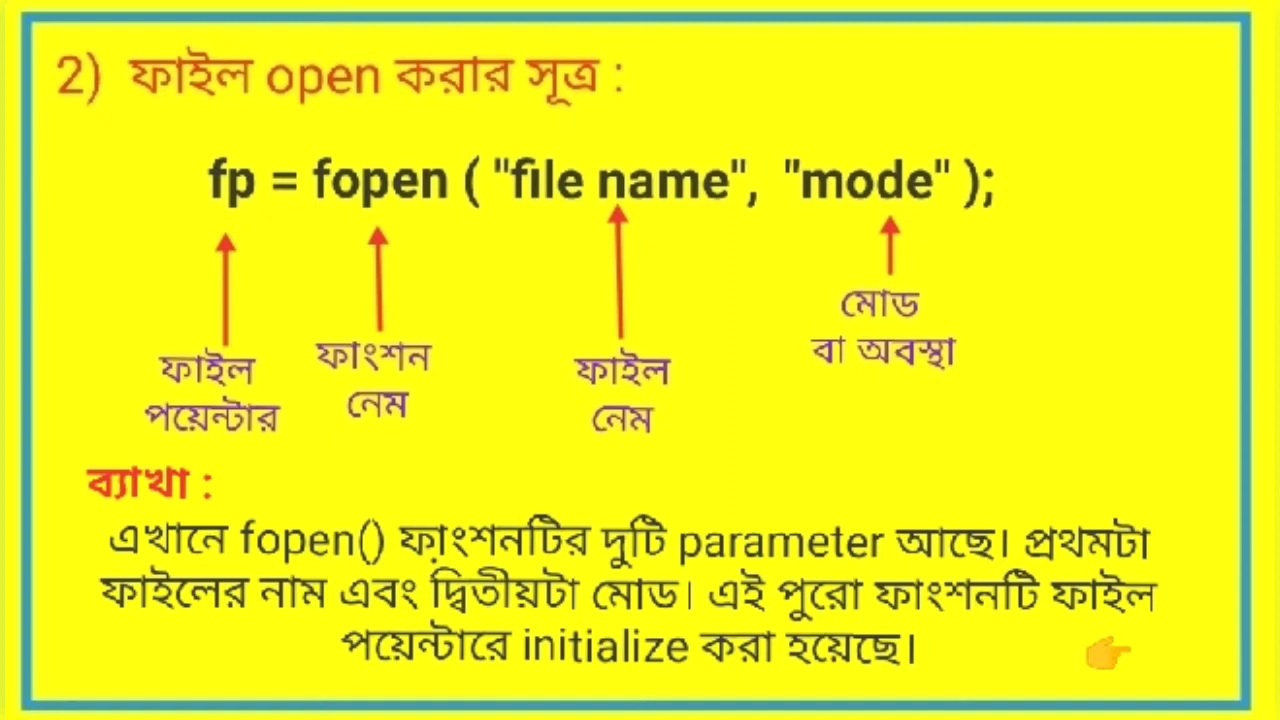 2) ফাইল open করার সূত্র :
fp = fopen ( "file name", "mode" );
ফাইল
পয়েন্টার
ফাংশন
নেম
ফাইল
নেম
মোড
বা অবস্থা
ব্যাখা :
এখানে fopen() ফা়ংশনটির দুটি parameter আছে। প্রথমটা
ফাইলের নাম এবং দ্বিতীয়টা মোড। এই পুরো ফাংশনটি ফাইল
পয়েন্টারে initialize করা হয়েছে।